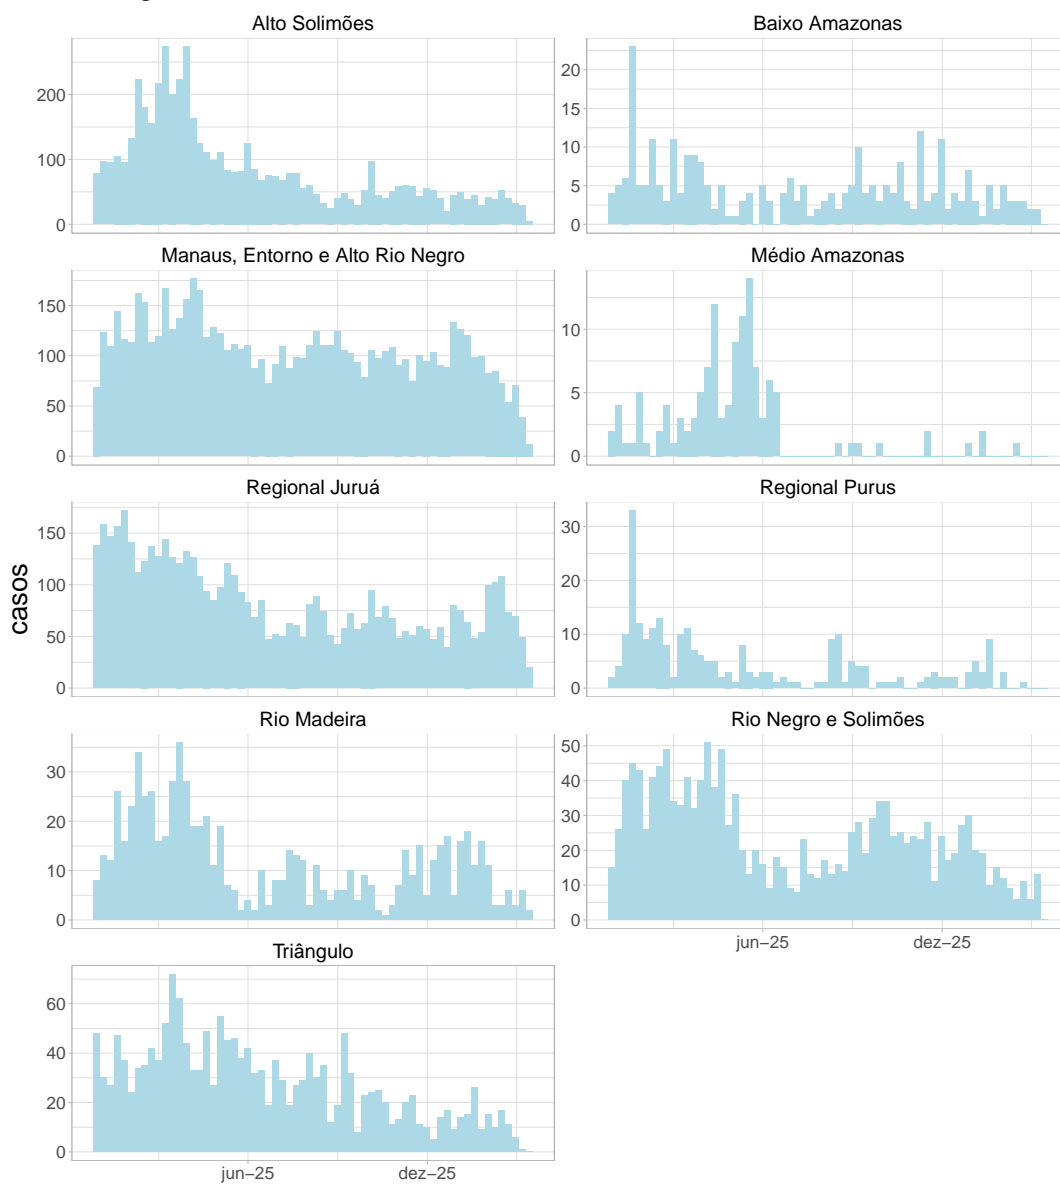 Alto Solimões
Baixo Amazonas
200
100
0
20
15
10
5
0
Manaus, Entorno e Alto Rio Negro
Médio Amazonas
150
100
50
0
10
5
0
Regional Juruá
Regional Purus
150
100
50
0
30
20
10
0
casos
Rio Madeira
Rio Negro e Solimões
30
20
10
0
50
40
30
20
10
0
jun–25
dez–25
Triângulo
60
40
20
0
jun–25
dez–25